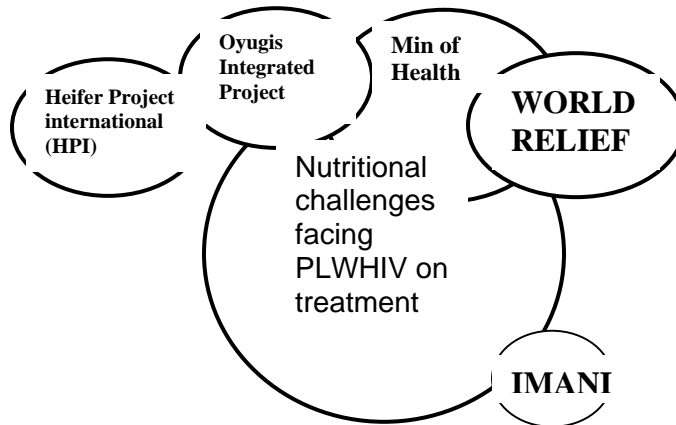 Heifer Project
international
(HPI)
Oyugis
Integrated
Project
Min of
Health
WORLD
RELIEF
Nutritional
challenges
facing
PLWHIV on
treatment
IMANI